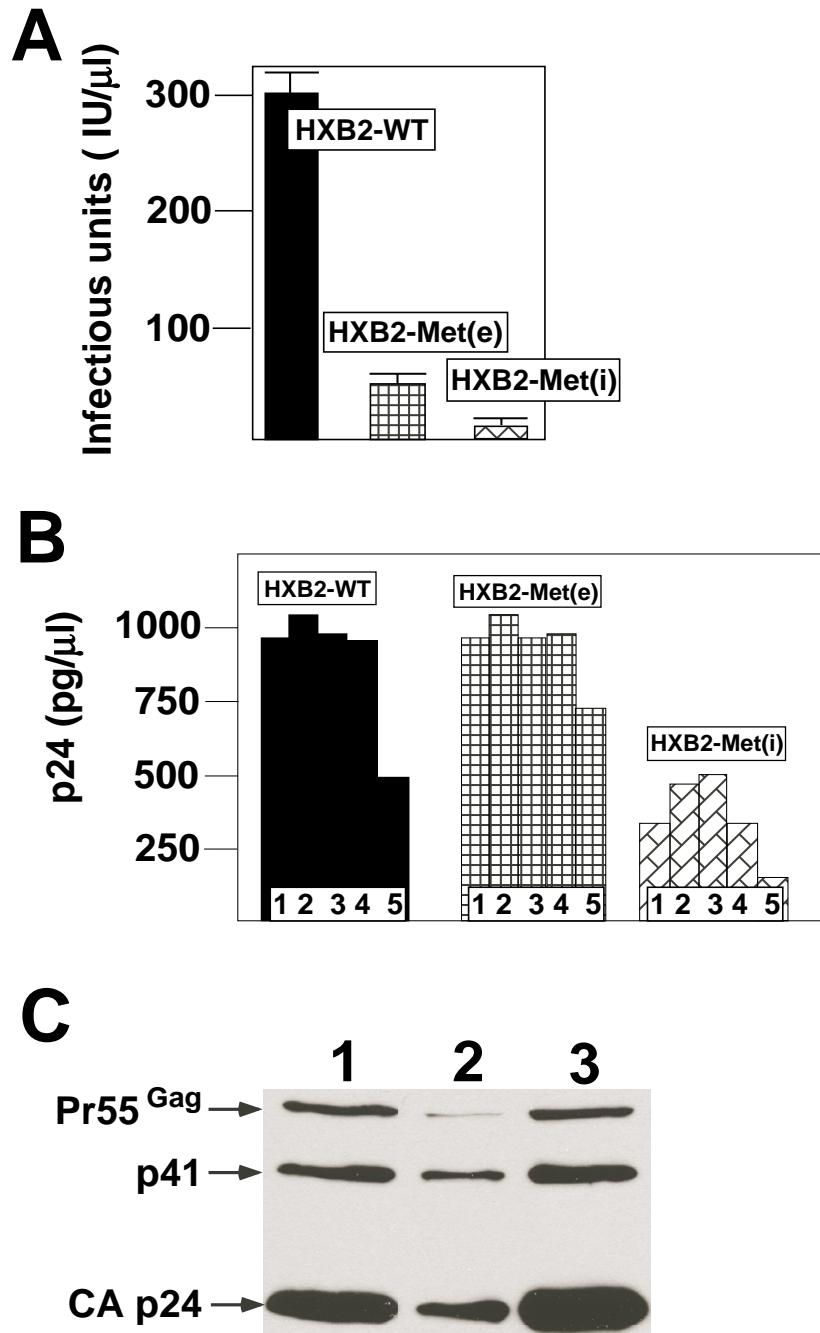 A
Infectious units ( IU/μl)
300
200
100
HXB2-WT
HXB2-Met(e)
HXB2-Met(i)
B
p24 (pg/μl)
1000
750
500
250
HXB2-WT
HXB2-Met(e)
HXB2-Met(i)
1 2 3 4 5
1 2 3 4 5
1 2 3 4 5
C
1 2 3
Pr55 Gag
p41
CA p24